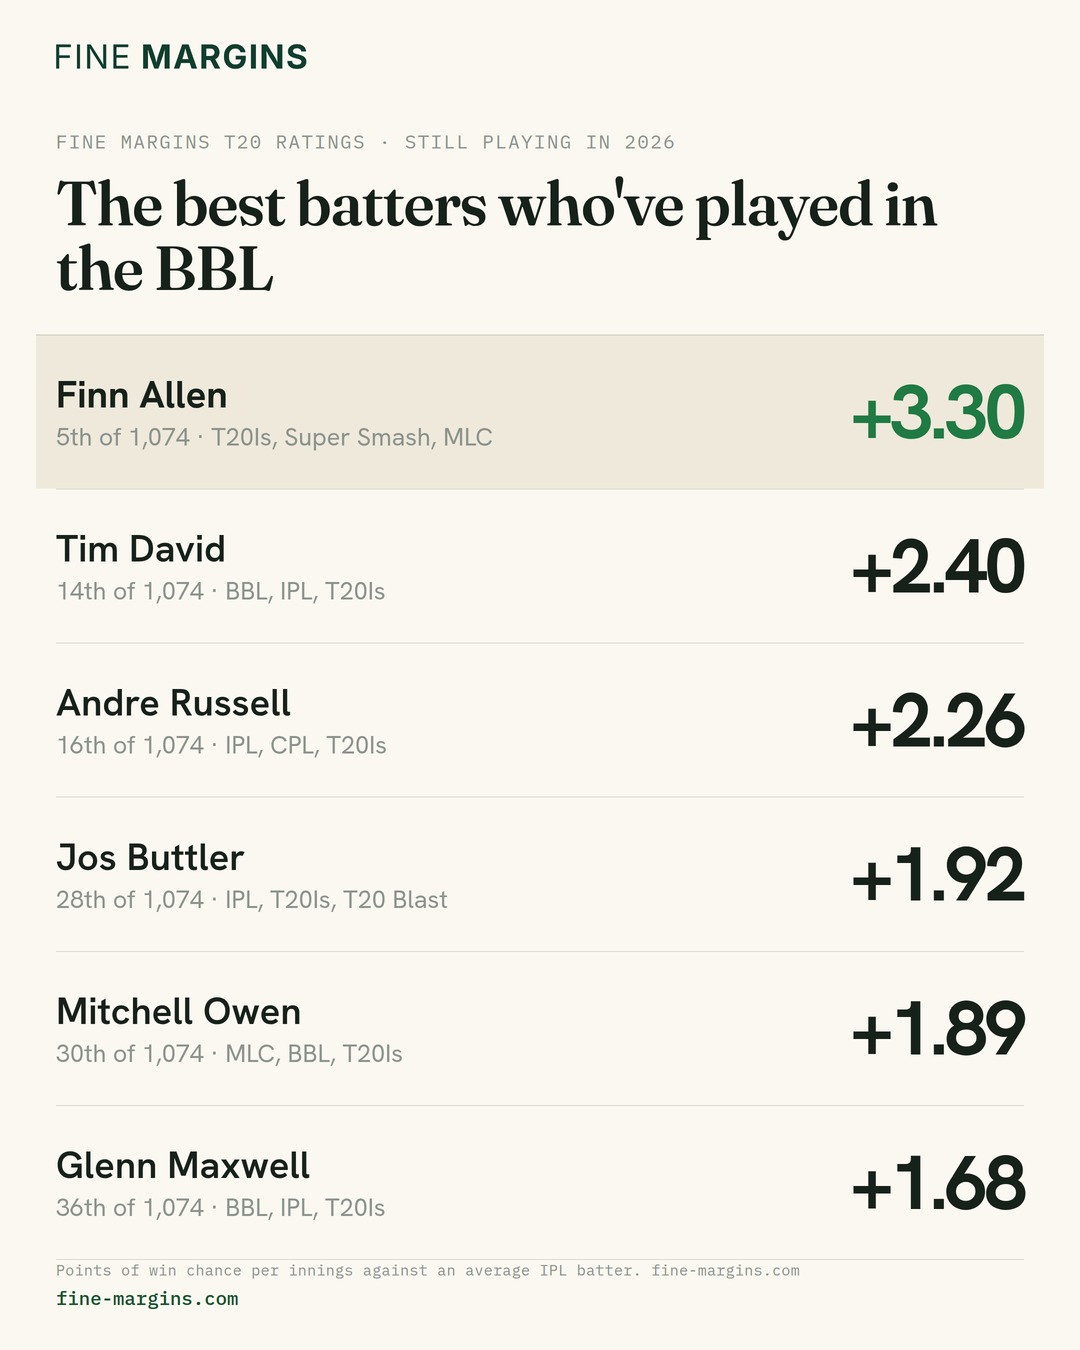 FINE MARGINS
FINE MARGINS T20 RATINGS · STILL PLAYING IN 2026
The best batters who've played in
the BBL
Finn Allen
5th of 1,074 · T20Is, Super Smash, MLC
+3.30
Tim David
14th of 1,074 · BBL, IPL, T20Is
+2.40
Andre Russell
16th of 1,074 · IPL, CPL, T20Is
+2.26
Jos Buttler
28th of 1,074 · IPL, T20Is, T20 Blast
+1.92
Mitchell Owen
30th of 1,074 · MLC, BBL, T20Is
+1.89
Glenn Maxwell
36th of 1,074 · BBL, IPL, T20Is
+1.68
Points of win chance per innings against an average IPL batter. fine-margins.com
fine-margins.com